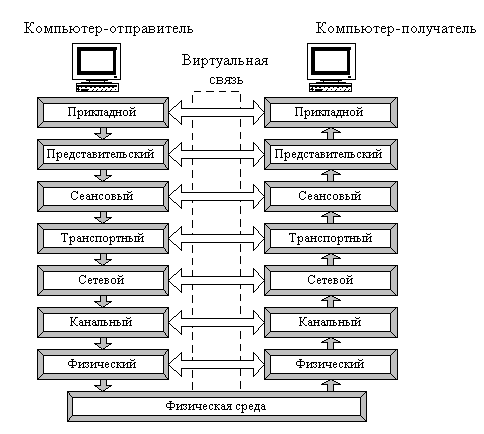 Компьютер-отправитель
Компьютер-получатель
Виртуальная
связь
Прикладной
Прикладной
Представительский
Представительский
Сеансовый
Сеансовый
Транспортный
Транспортный
Сетевой
Сетевой
Канальный
Канальный
Физический
Физический
Физическая среда